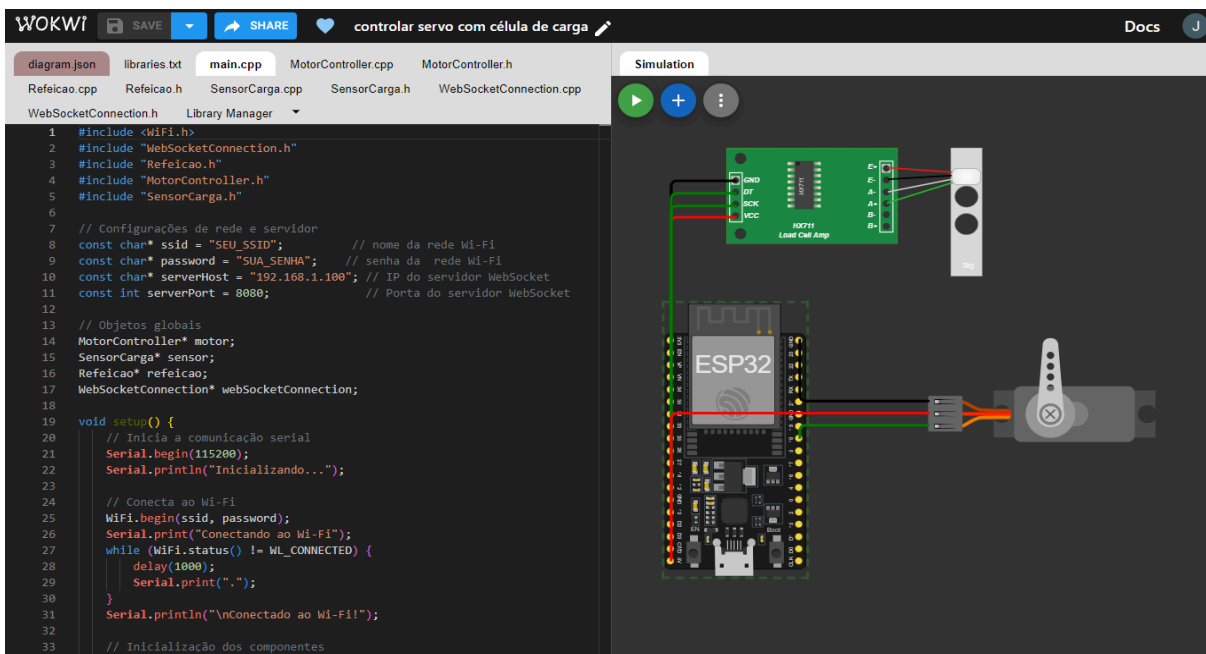 WOKWI SAVE SHARE controlar servo com célula de carga Docs J
diagram.json libraries.txt main.cpp MotorController.cpp MotorController.h
Refeicao.cpp Refeicao.h SensorCarga.cpp SensorCarga.h WebSocketConnection.cpp
WebSocketConnection.h Library Manager
1 #include <WiFi.h>
2 #include "WebSocketConnection.h"
3 #include "Refeicao.h"
4 #include "MotorController.h"
5 #include "SensorCarga.h"
6
7 // Configurações de rede e servidor
8 const char* ssid = "SEU_SSID"; // nome da rede Wi-Fi
9 const char* password = "SUA_SENHA"; // senha da rede Wi-Fi
10 const char* serverHost = "192.168.1.100"; // IP do servidor WebSocket
11 const int serverPort = 8080; // Porta do servidor WebSocket
12
13 // Objetos globais
14 MotorController* motor;
15 SensorCarga* sensor;
16 Refeicao* refeicao;
17 WebSocketConnection* webSocketConnection;
18
19 void setup() {
20 // Inicia a comunicação serial
21 Serial.begin(115200);
22 Serial.println("Inicializando...");
23
24 // Conecta ao Wi-Fi
25 WiFi.begin(ssid, password);
26 Serial.print("Conectando ao Wi-Fi");
27 while (WiFi.status() != WL_CONNECTED) {
28 delay(1000);
29 Serial.print(".");
30 }
31 Serial.println("\nConectado ao Wi-Fi!");
32
33 // Inicialização dos componentes
Simulation
GND
DT
SCK
VCC
HX711
E+
E-
A-
A+
B-
B+
HX711
Load Cell Amp
5kg
ESP32
EN
Boot